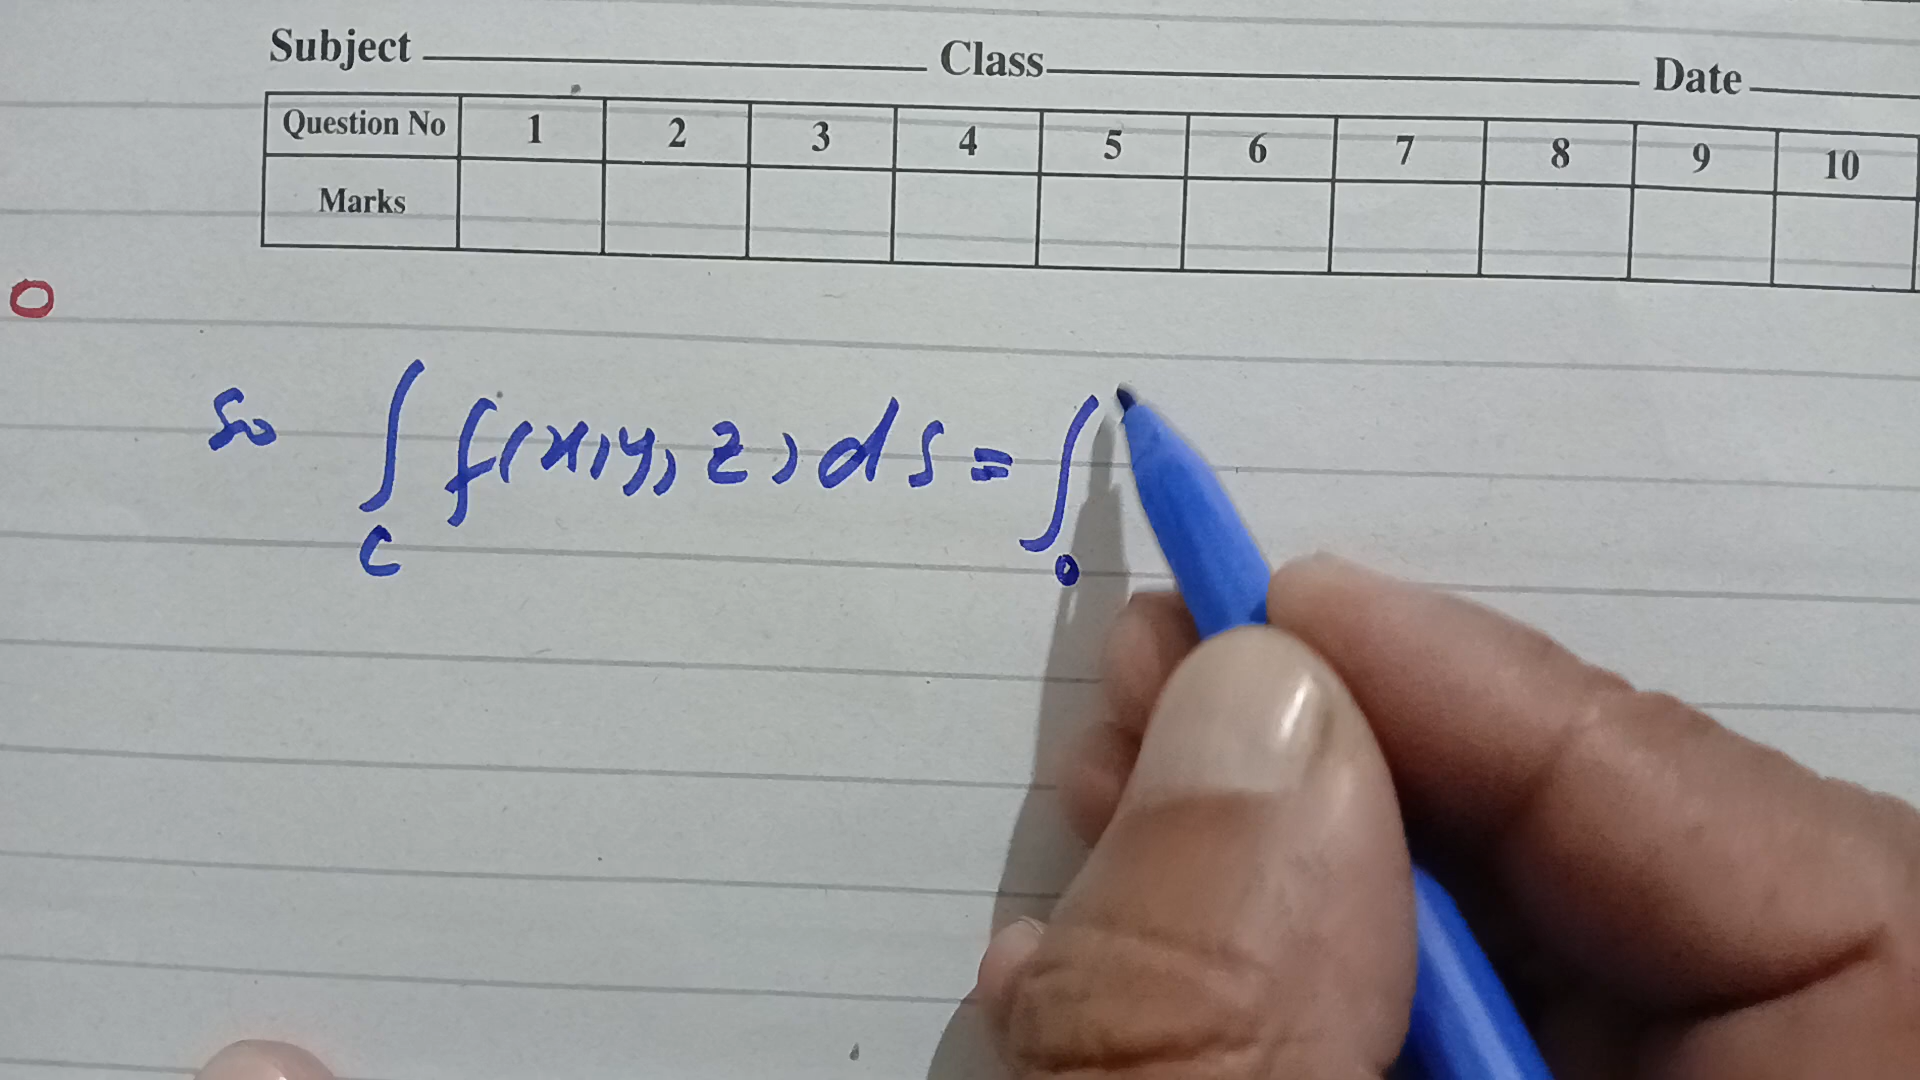 Subject Class Date
Question No 1 2 3 4 5 6 7 8 9 10
Marks
So ∫_C f(x,y,z)ds = ∫_0